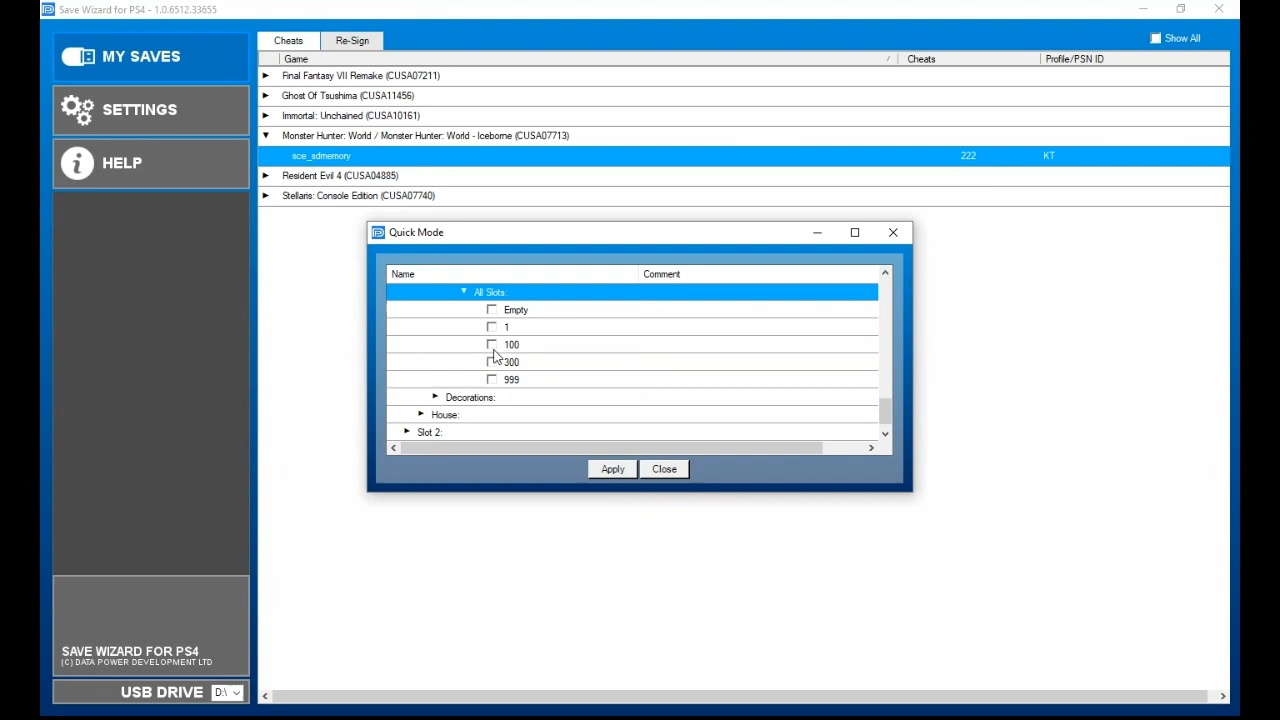 Save Wizard for PS4 - 1.0.6512.33655
MY SAVES
SETTINGS
HELP
Cheats Re-Sign
Show All
Game / Cheats Profile/PSN ID
Final Fantasy VII Remake (CUSA07211)
Ghost Of Tsushima (CUSA11456)
Immortal: Unchained (CUSA10161)
Monster Hunter: World / Monster Hunter: World - Iceborne (CUSA07713)
sce_sdmemory 222 KT
Resident Evil 4 (CUSA04885)
Stellaris: Console Edition (CUSA07740)
Quick Mode
Name Comment
All Slots:
Empty
1
100
300
999
Decorations:
House:
Slot 2:
Apply Close
SAVE WIZARD FOR PS4
(C) DATA POWER DEVELOPMENT LTD
USB DRIVE D:\